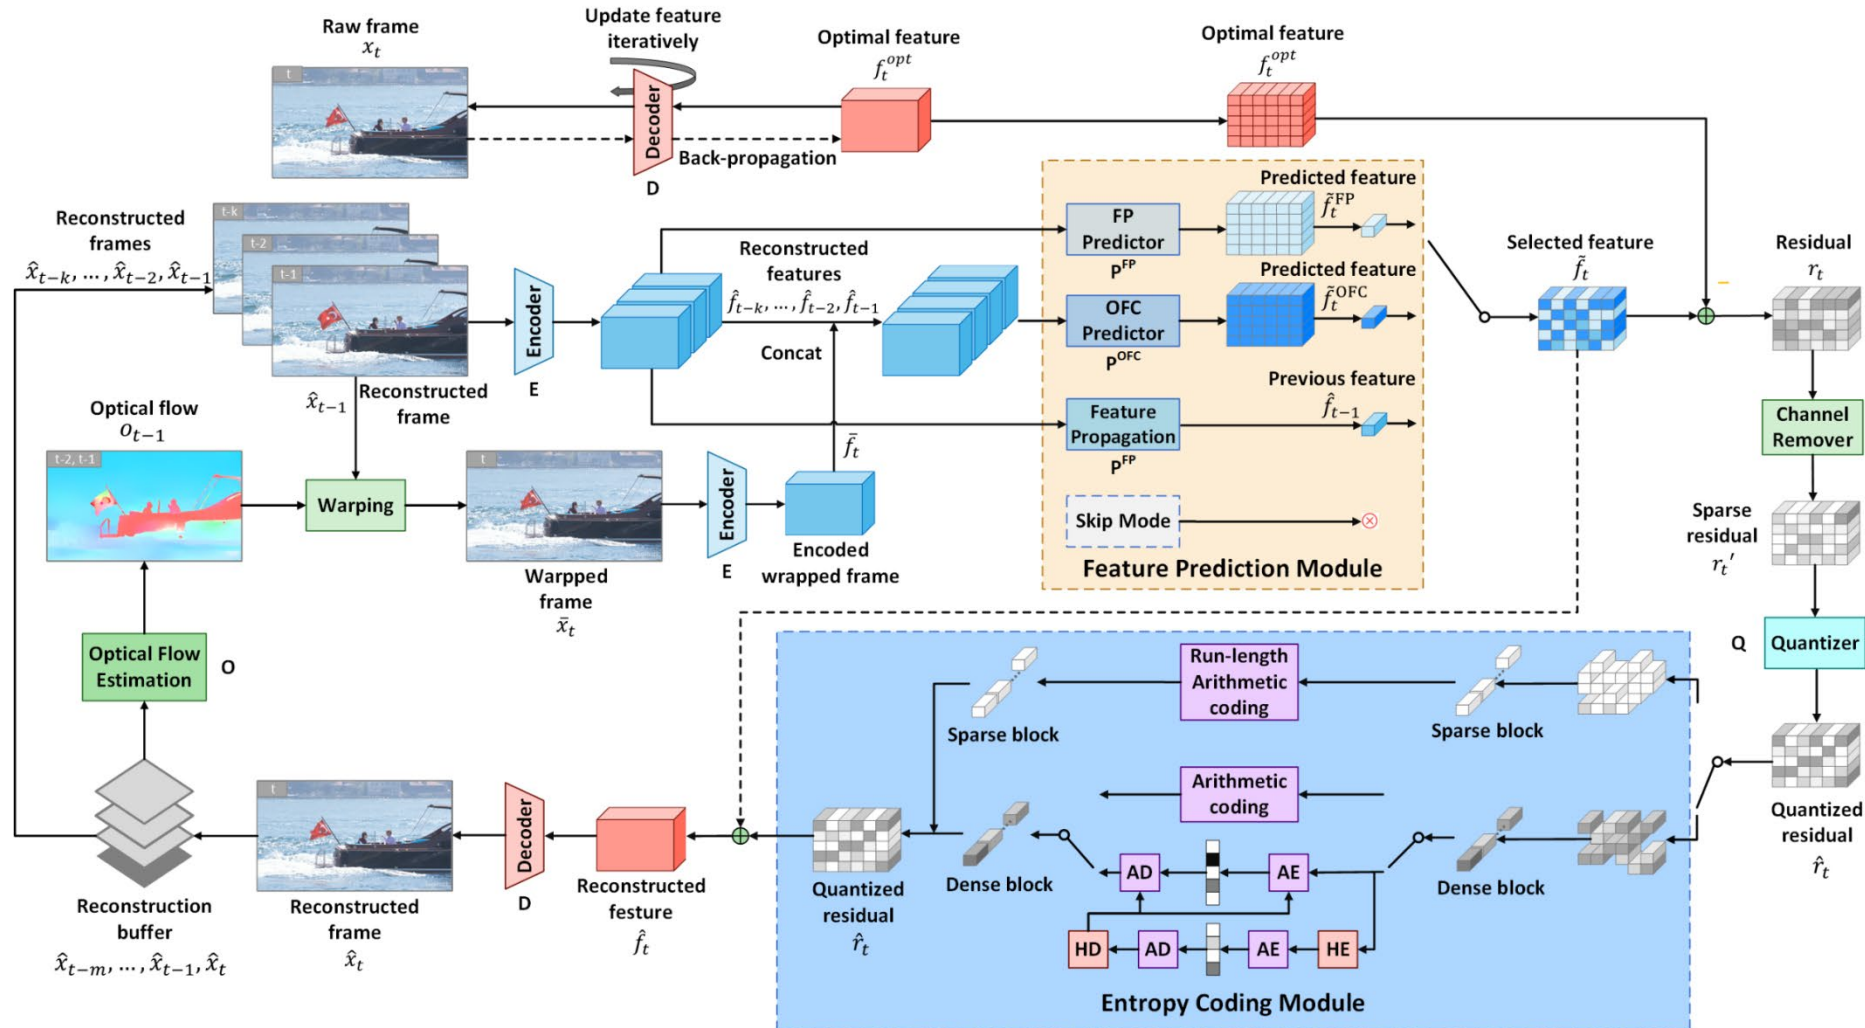 Raw frame
x_t
t
Update feature
iteratively
Decoder
D
Back-propagation
Optimal feature
f_t^{opt}
Optimal feature
f_t^{opt}
Reconstructed
frames
x̂_{t-k}, ..., x̂_{t-2}, x̂_{t-1}
t-k
t-2
t-1
Reconstructed
frame
x̂_{t-1}
Encoder
E
Reconstructed
features
f̂_{t-k}, ..., f̂_{t-2}, f̂_{t-1}
Concat
f̄_t
FP
Predictor
P^{FP}
Predicted feature
f̃_t^{FP}
OFC
Predictor
P^{OFC}
Predicted feature
f̃_t^{OFC}
Feature
Propagation
P^{FP}
Previous feature
f̂_{t-1}
Skip Mode
Feature Prediction Module
Selected feature
f̃_t
–
Residual
r_t
Channel
Remover
Sparse
residual
r_t'
Q
Quantizer
Quantized
residual
r̂_t
Optical flow
o_{t-1}
t-2, t-1
Warping
t
Warpped
frame
x̄_t
Encoder
E
Encoded
wrapped frame
Optical Flow
Estimation
O
Reconstruction
buffer
x̂_{t-m}, ..., x̂_{t-1}, x̂_t
t
Reconstructed
frame
x̂_t
Decoder
D
Reconstructed
festure
f̂_t
Quantized
residual
r̂_t
Sparse block
Run-length
Arithmetic
coding
Sparse block
Arithmetic
coding
Dense block
AD
AE
Dense block
HD
AD
AE
HE
Entropy Coding Module